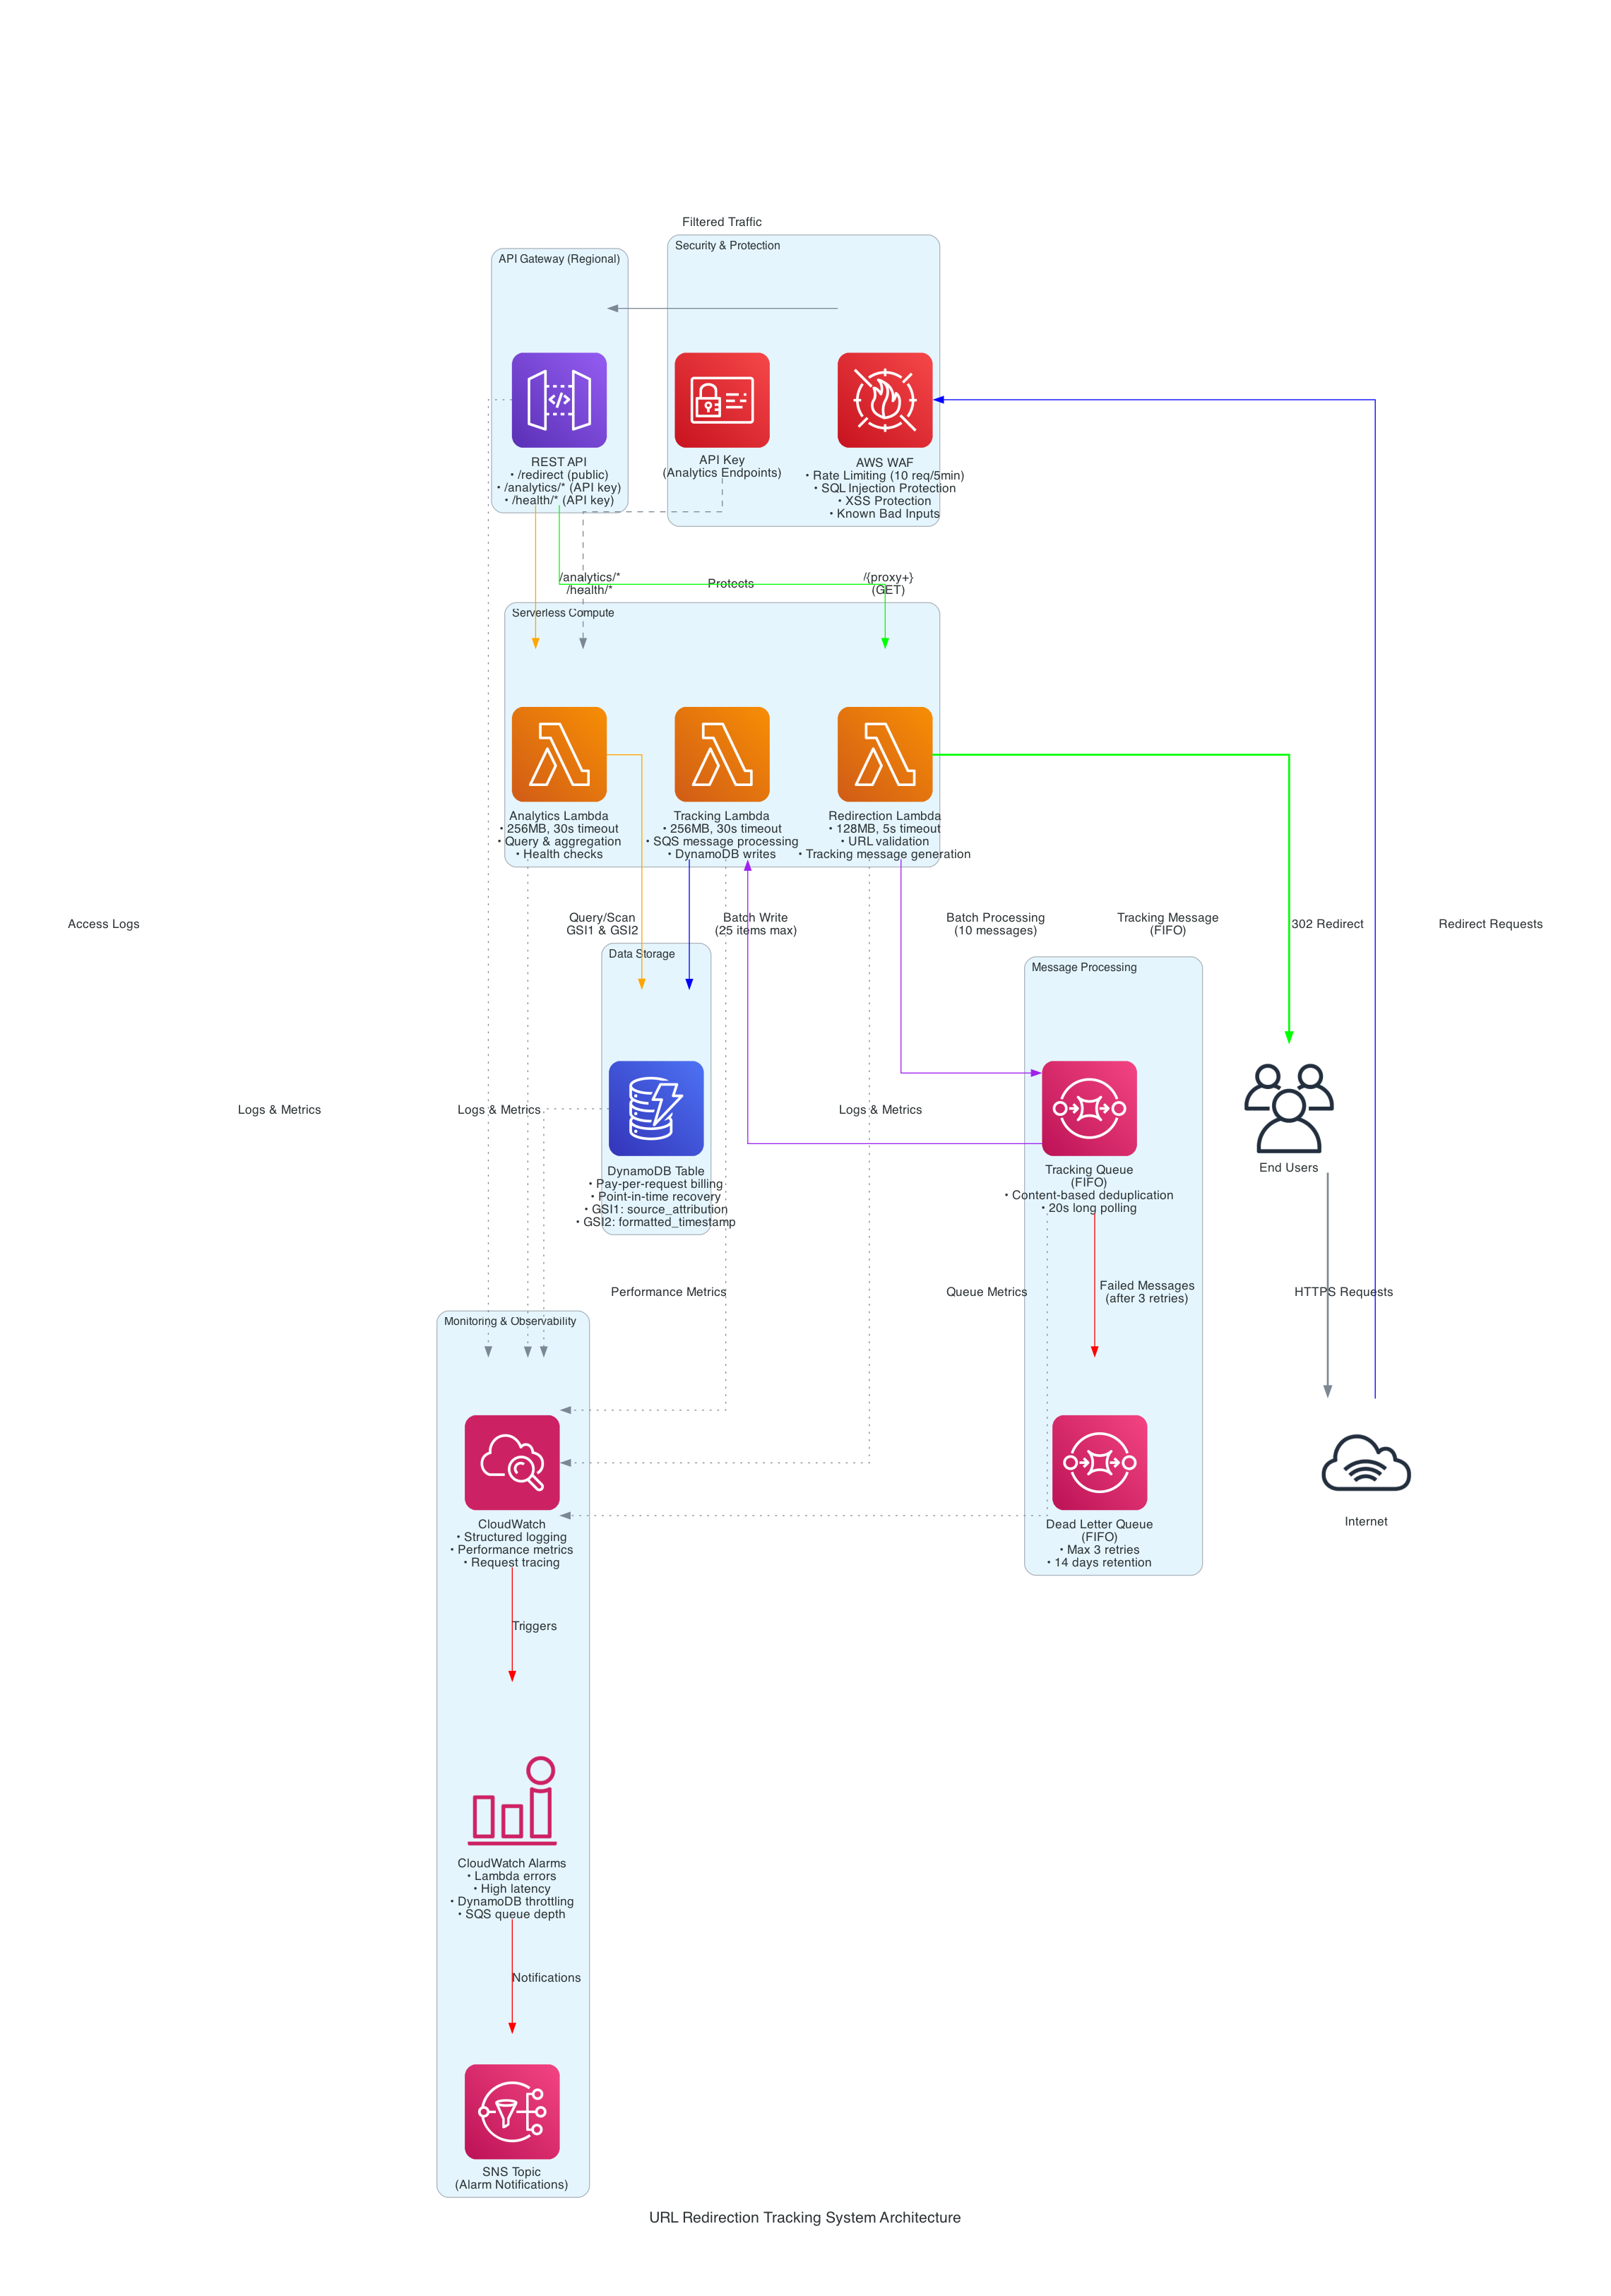 Filtered Traffic
Security & Protection
API Gateway (Regional)
REST API
• /redirect (public)
• /analytics/* (API key)
• /health/* (API key)
API Key
(Analytics Endpoints)
AWS WAF
• Rate Limiting (10 req/5min)
• SQL Injection Protection
• XSS Protection
• Known Bad Inputs
/analytics/*
/health/*
Protects
/{proxy+}
(GET)
Serverless Compute
Analytics Lambda
• 256MB, 30s timeout
• Query & aggregation
• Health checks
Tracking Lambda
• 256MB, 30s timeout
• SQS message processing
• DynamoDB writes
Redirection Lambda
• 128MB, 5s timeout
• URL validation
• Tracking message generation
Access Logs
Query/Scan
GSI1 & GSI2
Batch Write
(25 items max)
Batch Processing
(10 messages)
Tracking Message
(FIFO)
302 Redirect
Redirect Requests
Data Storage
Message Processing
Logs & Metrics
Logs & Metrics
Logs & Metrics
DynamoDB Table
• Pay-per-request billing
• Point-in-time recovery
• GSI1: source_attribution
• GSI2: formatted_timestamp
Tracking Queue
(FIFO)
• Content-based deduplication
• 20s long polling
End Users
Performance Metrics
Queue Metrics
Failed Messages
(after 3 retries)
HTTPS Requests
Monitoring & Observability
CloudWatch
• Structured logging
• Performance metrics
• Request tracing
Dead Letter Queue
(FIFO)
• Max 3 retries
• 14 days retention
Internet
Triggers
CloudWatch Alarms
• Lambda errors
• High latency
• DynamoDB throttling
• SQS queue depth
Notifications
SNS Topic
(Alarm Notifications)
URL Redirection Tracking System Architecture